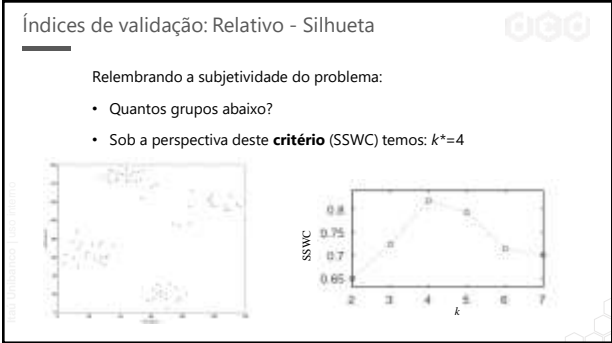 Índices de validação: Relativo - Silhueta
Relembrando a subjetividade do problema:
• Quantos grupos abaixo?
• Sob a perspectiva deste critério (SSWC) temos: k*=4
SSWC
0.8
0.75
0.7
0.65
2 3 4 5 6 7
k